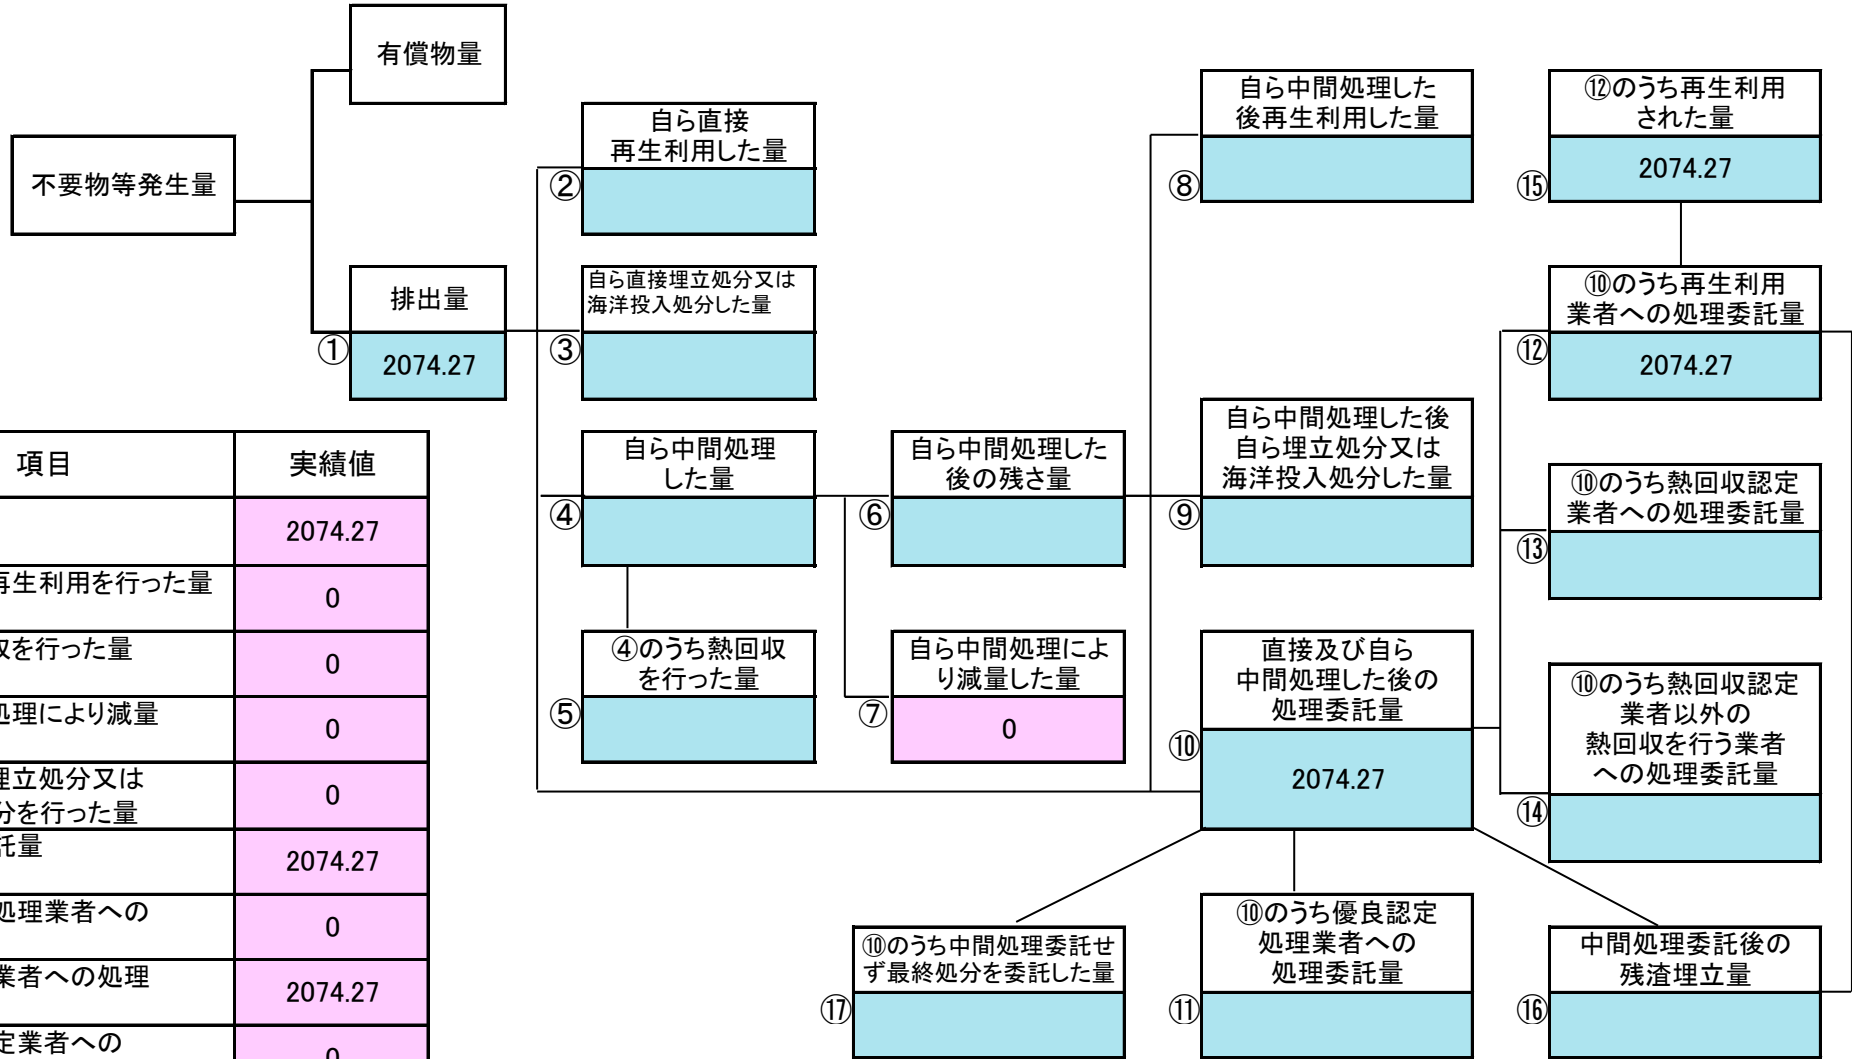 有償物量
不要物等発生量
排出量
①
2074.27
自ら直接
再生利用した量
②
自ら直接埋立処分又は
海洋投入処分した量
③
自ら中間処理
した量
④
④のうち熱回収
を行った量
⑤
自ら中間処理した
後の残さ量
⑥
自ら中間処理によ
り減量した量
⑦
0
自ら中間処理した
後再生利用した量
⑧
自ら中間処理した後
自ら埋立処分又は
海洋投入処分した量
⑨
直接及び自ら
中間処理した後の
処理委託量
⑩
2074.27
⑩のうち優良認定
処理業者への
処理委託量
⑪
⑩のうち中間処理委託せ
ず最終処分を委託した量
⑰
⑫のうち再生利用
された量
⑮
2074.27
⑩のうち再生利用
業者への処理委託量
⑫
2074.27
⑩のうち熱回収認定
業者への処理委託量
⑬
⑩のうち熱回収認定
業者以外の
熱回収を行う業者
への処理委託量
⑭
中間処理委託後の
残渣埋立量
⑯
項目 実績値
2074.27
再生利用を行った量 0
を行った量 0
処理により減量 0
埋立処分又は
分を行った量 0
託量 2074.27
処理業者への 0
業者への処理 2074.27
定業者への 0